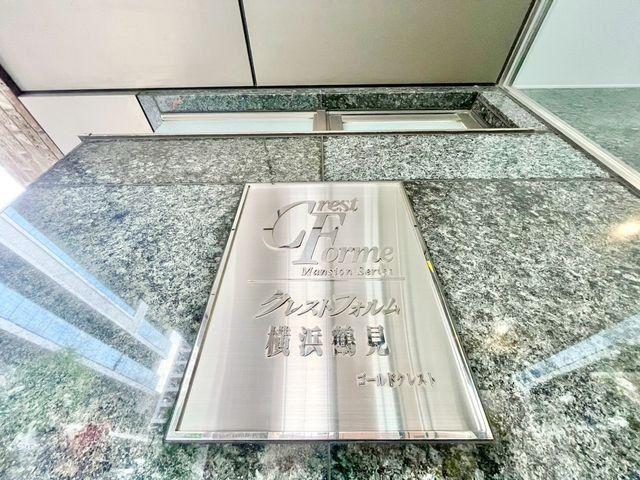 Crest
Forme
Mansion Series
クレストフォルム
横浜鶴見
ゴールドクレスト